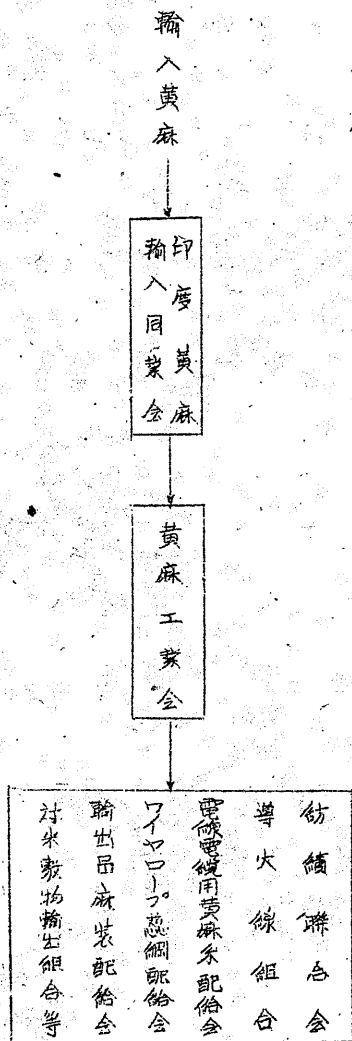 輸入黄麻
印度黄麻
輸入同業会
黄麻工業会
紡績聯合会
導火線組合
電線電纜用黄麻糸配給会
ワイヤロープ芯綱配給会
輸出呂麻装配給会
対米敷物輸出組合等